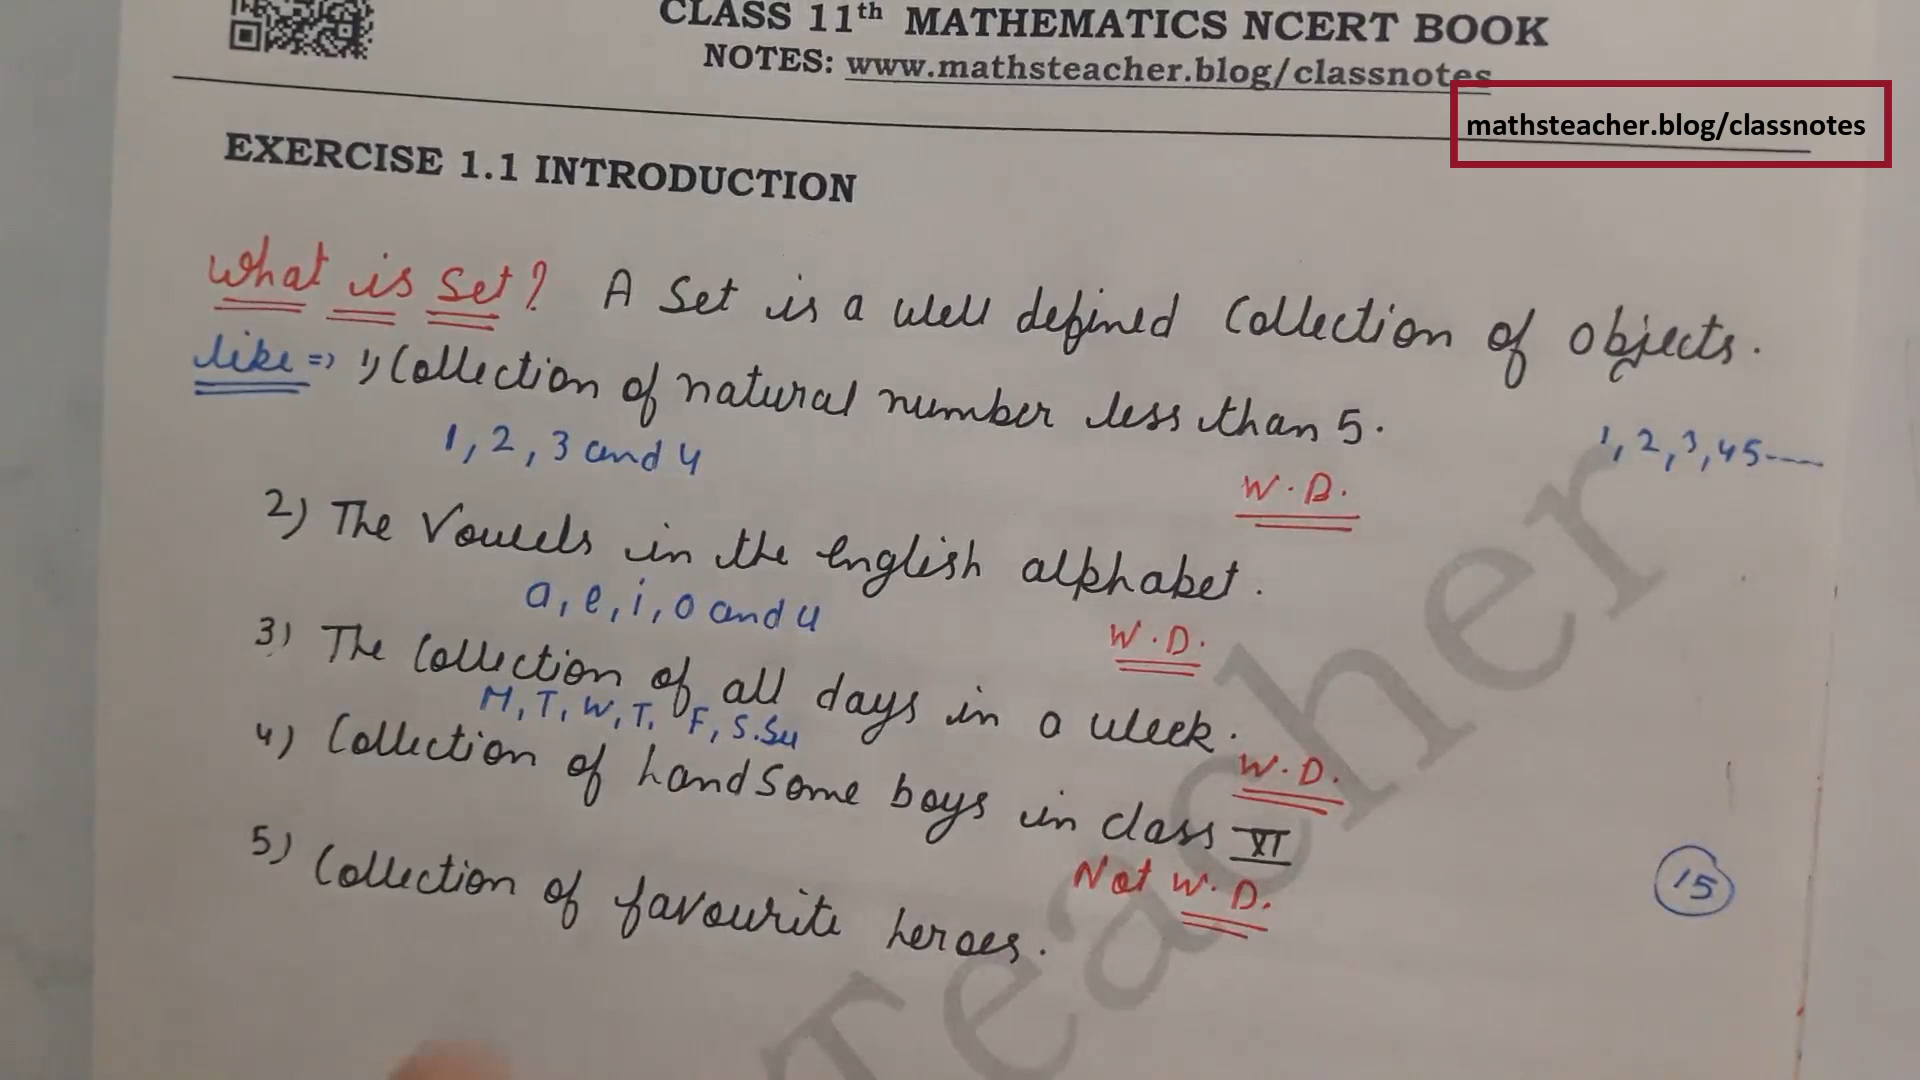 CLASS 11th MATHEMATICS NCERT BOOK
NOTES: www.mathsteacher.blog/classnotes
mathsteacher.blog/classnotes
EXERCISE 1.1 INTRODUCTION
What is Set? A Set is a well defined Collection of objects.
like => 1) Collection of natural number less than 5.
1, 2, 3 and 4
1, 2, 3, 4 5 -----
W.D.
2) The Vowels in the english alphabet.
a, e, i, o and u
W.D.
3) The Collection of all days in a week.
M, T, W, T, F, S. Su
W.D.
4) Collection of handsome boys in class XI
Not W.D.
15
5) Collection of favourite heroes.
Teacher